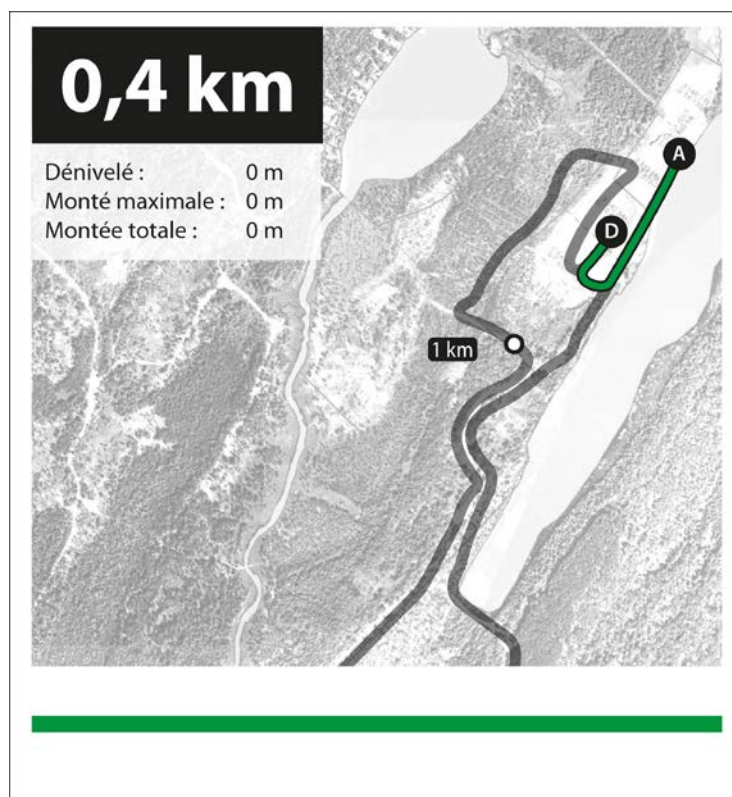 0,4 km
Dénivelé : 0 m
Monté maximale : 0 m
Montée totale : 0 m
A
D
1 km